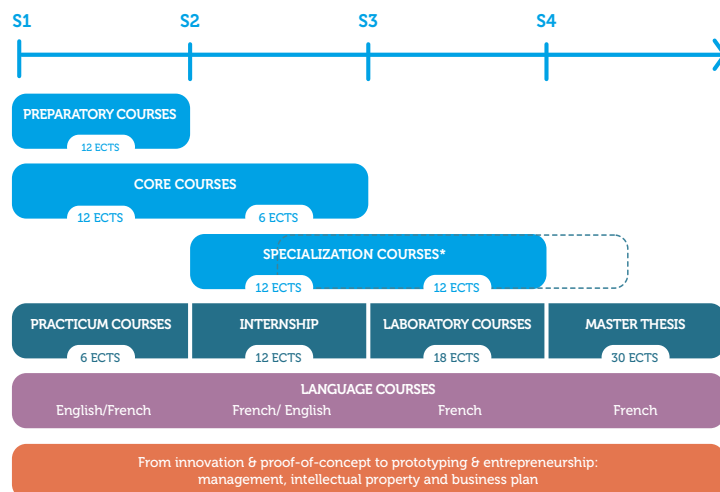 S1
S2
S3
S4
PREPARATORY COURSES
12 ECTS
CORE COURSES
12 ECTS
6 ECTS
SPECIALIZATION COURSES*
12 ECTS
12 ECTS
PRACTICUM COURSES
INTERNSHIP
LABORATORY COURSES
MASTER THESIS
6 ECTS
12 ECTS
18 ECTS
30 ECTS
LANGUAGE COURSES
English/French
French/ English
French
French
From innovation & proof-of-concept to prototyping & entrepreneurship:
management, intellectual property and business plan